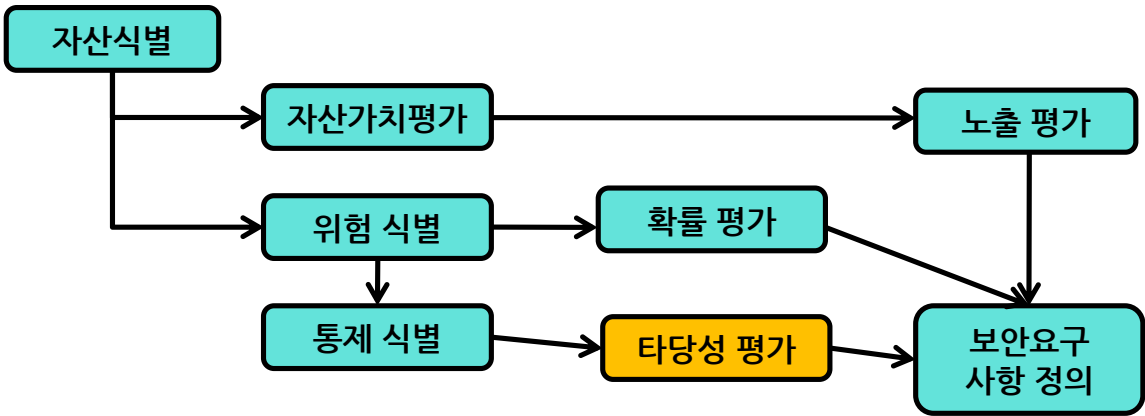 자산식별
자산가치평가
노출 평가
위험 식별
확률 평가
통제 식별
타당성 평가
보안요구
사항 정의